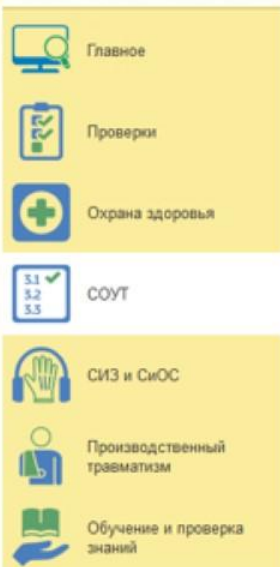 Главное
Проверки
Охрана здоровья
3.1
3.2
3.3
СОУТ
СИЗ и СиОС
Производственный
травматизм
Обучение и проверка
знаний